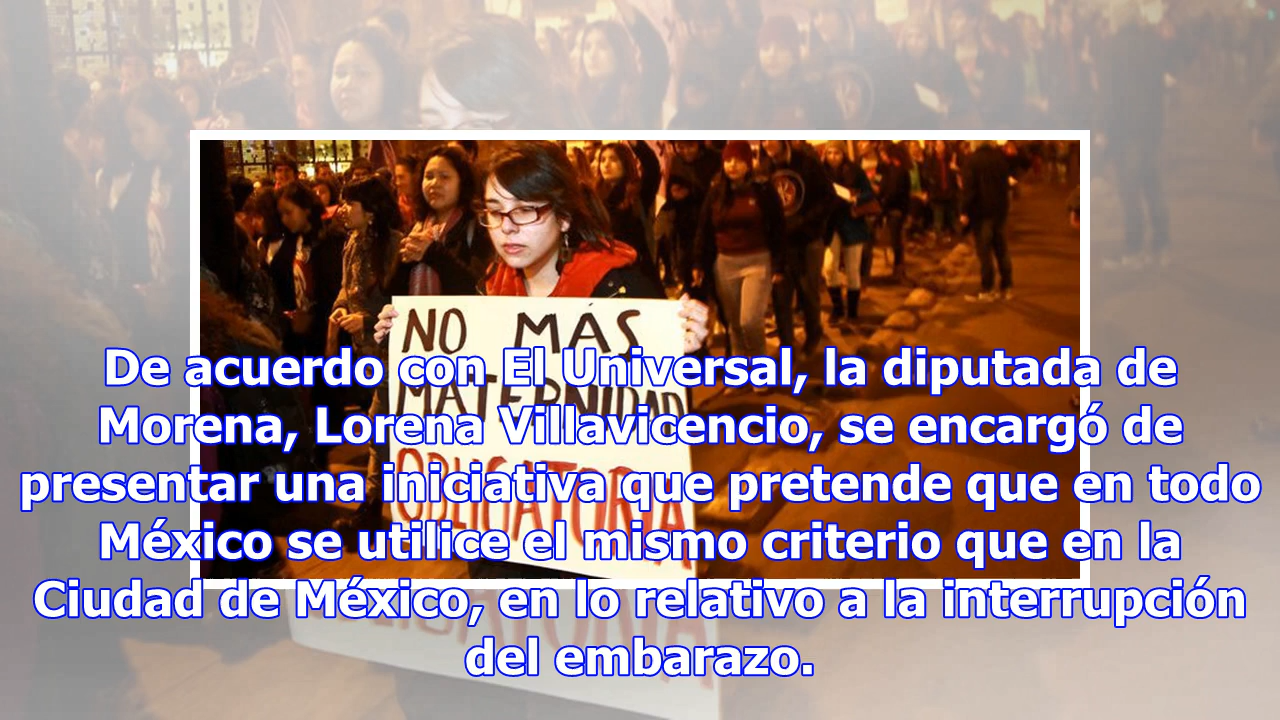 NO MÁS
MATERNIDAD
OBLIGATORIA
De acuerdo con El Universal, la diputada de
Morena, Lorena Villavicencio, se encargó de
presentar una iniciativa que pretende que en todo
México se utilice el mismo criterio que en la
Ciudad de México, en lo relativo a la interrupción
del embarazo.